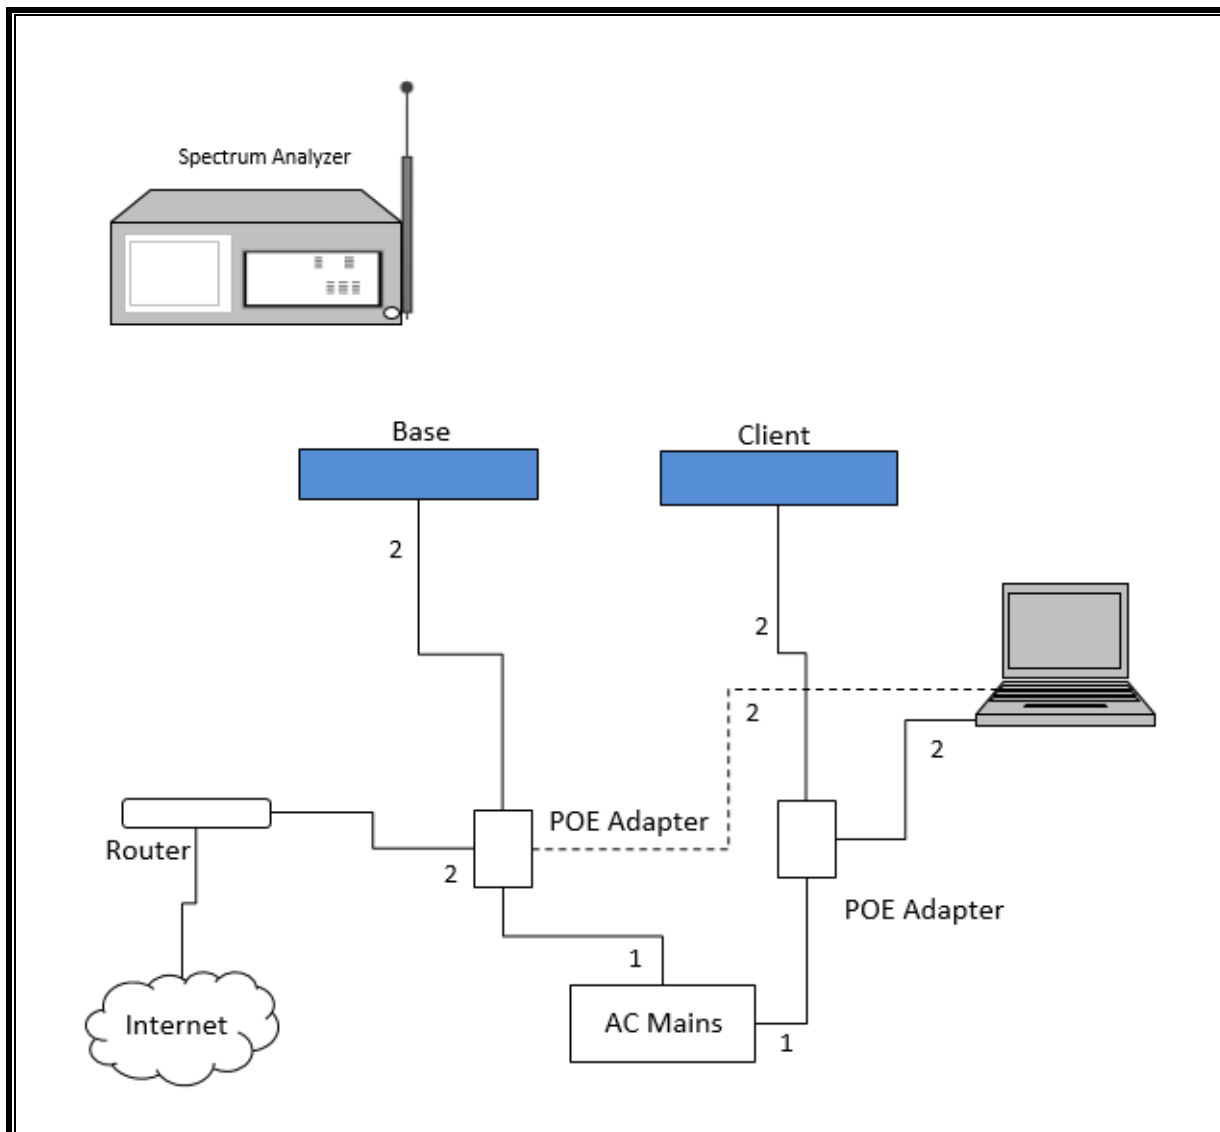 Spectrum Analyzer
Base
Client
2
2
2
2
POE Adapter
Router
2
POE Adapter
1
Internet
AC Mains
1